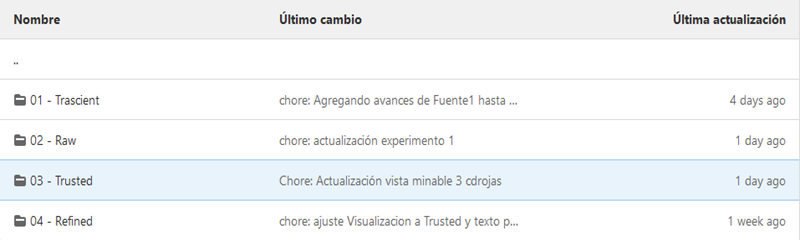 Nombre Último cambio Última actualización
..
01 - Trascient chore: Agregando avances de Fuente1 hasta ... 4 days ago
02 - Raw chore: actualización experimento 1 1 day ago
03 - Trusted Chore: Actualización vista minable 3 cdrojas 1 day ago
04 - Refined chore: ajuste Visualizacion a Trusted y texto p... 1 week ago